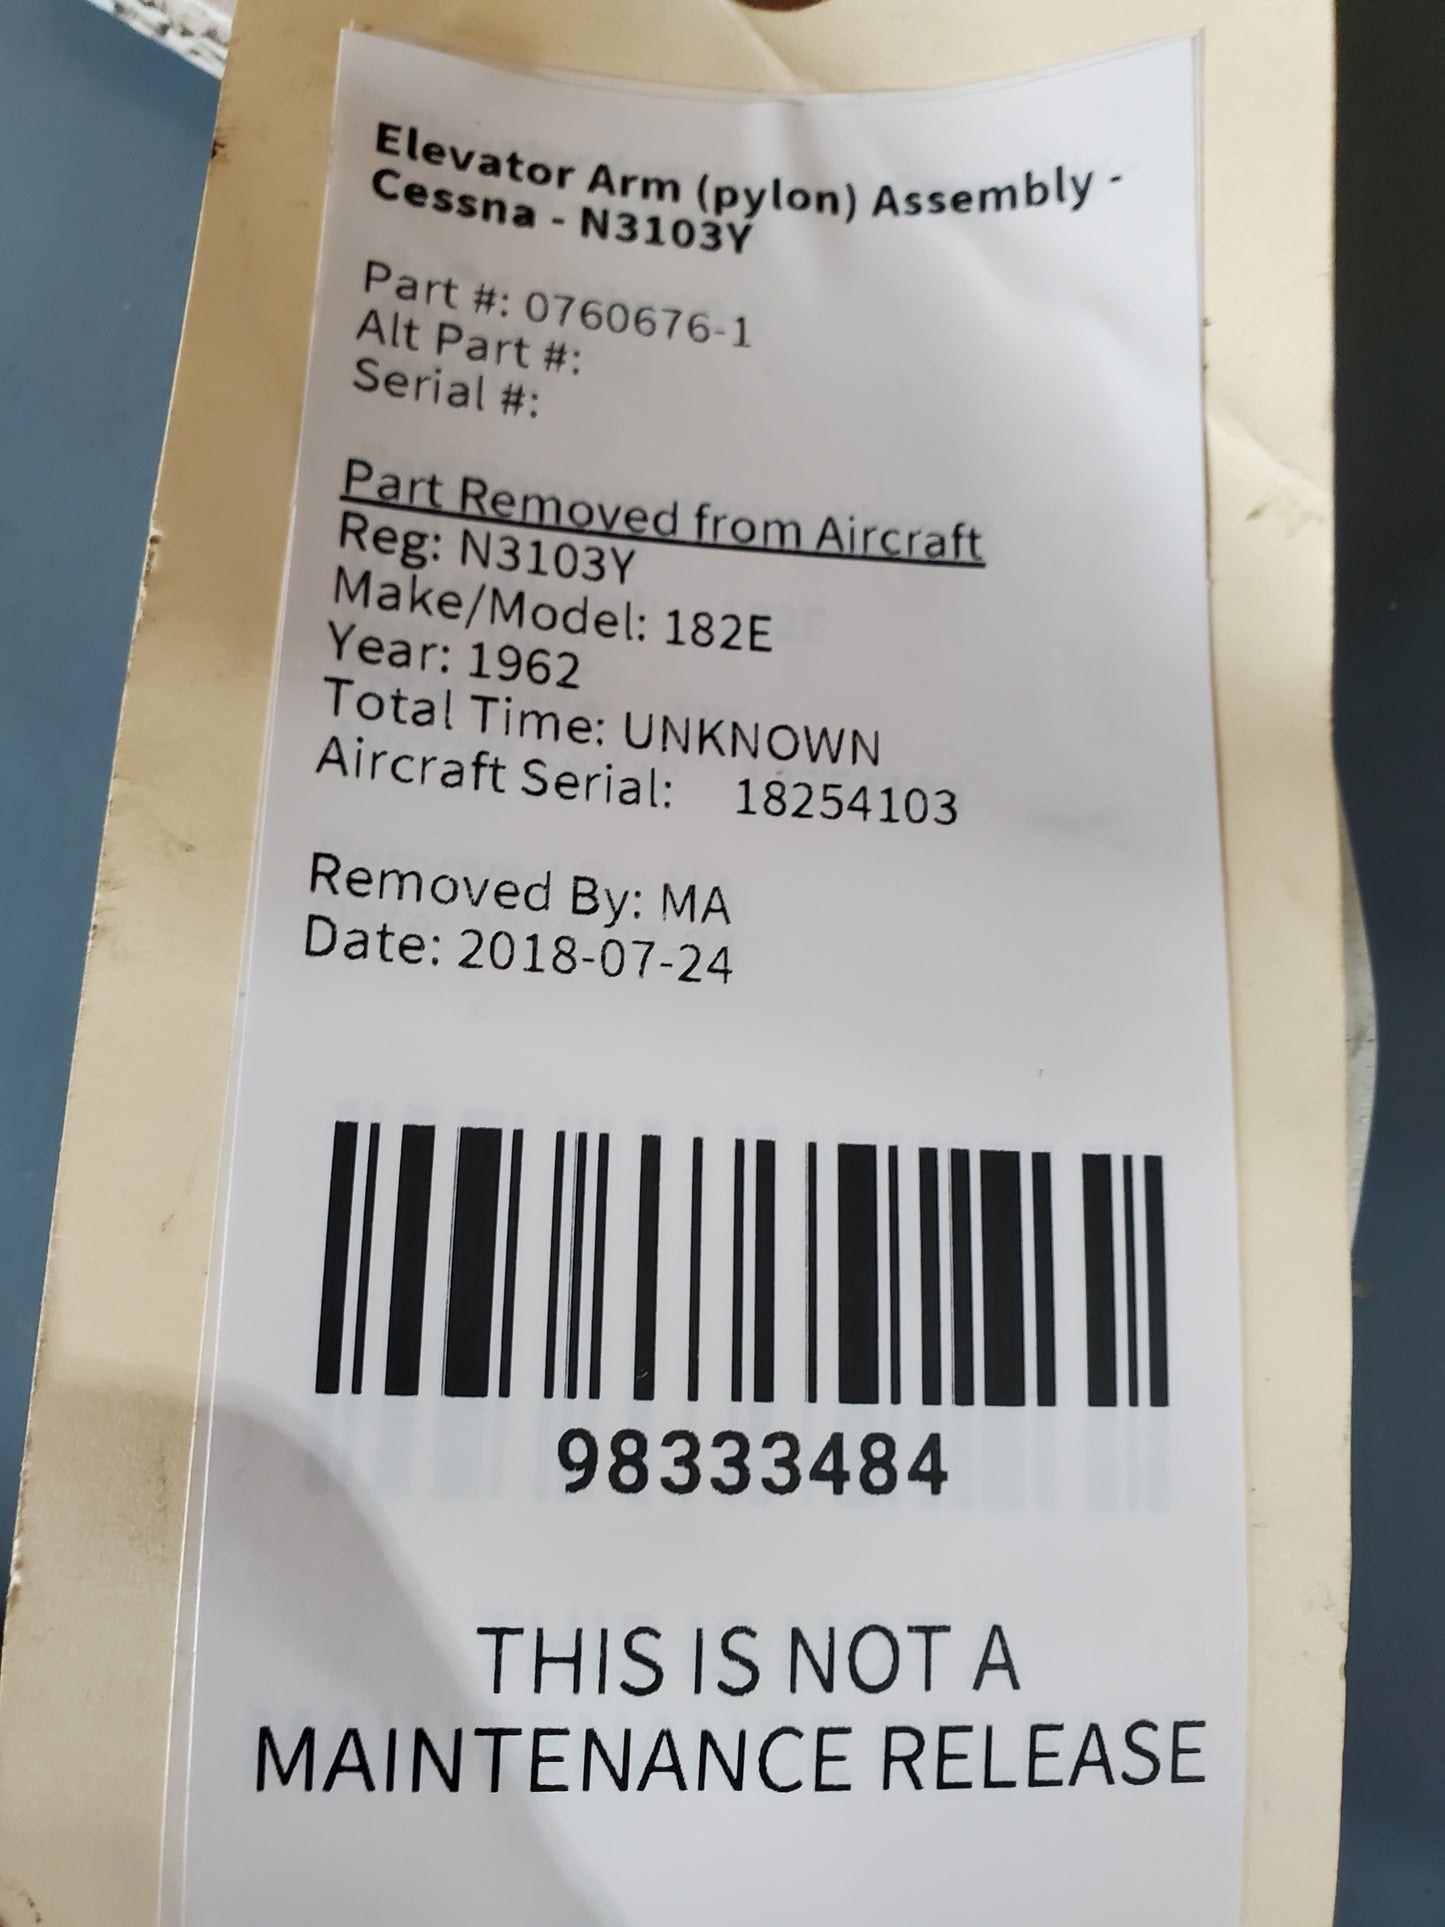 Elevator Arm (pylon) Assembly -
Cessna - N3103Y
Part #: 0760676-1
Alt Part #:
Serial #:
Part Removed from Aircraft
Reg: N3103Y
Make/Model: 182E
Year: 1962
Total Time: UNKNOWN
Aircraft Serial: 18254103
Removed By: MA
Date: 2018-07-24
98333484
THIS IS NOT A
MAINTENANCE RELEASE